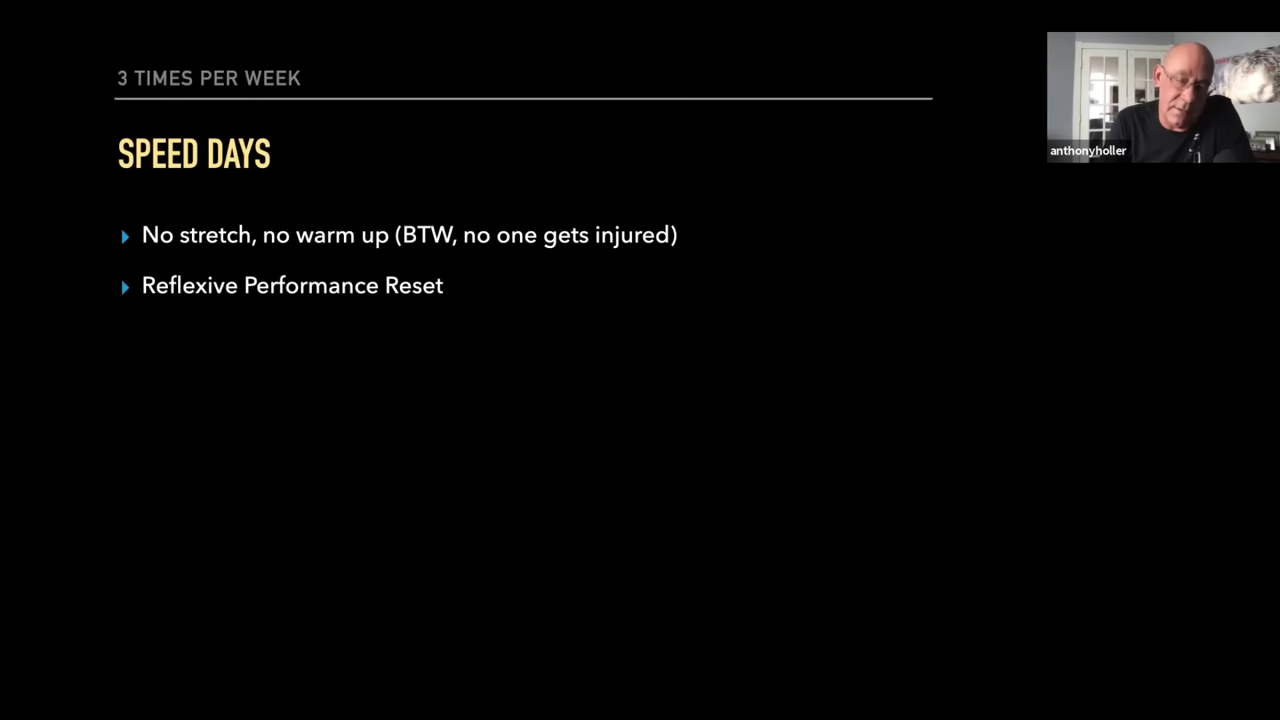 3 TIMES PER WEEK
SPEED DAYS
No stretch, no warm up (BTW, no one gets injured)
Reflexive Performance Reset
anthonyholler